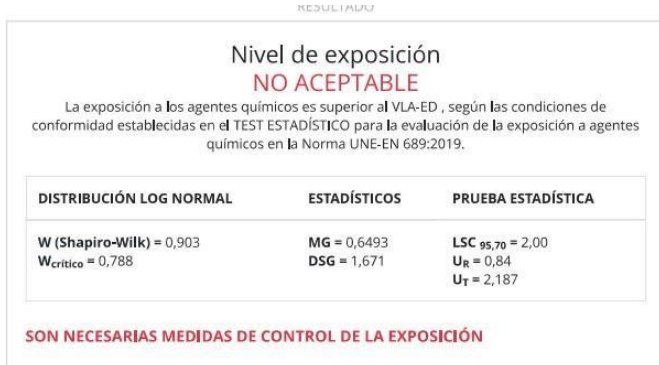 RESULTADO
Nivel de exposición
NO ACEPTABLE
La exposición a los agentes químicos es superior al VLA-ED , según las condiciones de
conformidad establecidas en el TEST ESTADÍSTICO para la evaluación de la exposición a agentes
químicos en la Norma UNE-EN 689:2019.
DISTRIBUCIÓN LOG NORMAL ESTADÍSTICOS PRUEBA ESTADÍSTICA
W (Shapiro-Wilk) = 0,903 MG = 0,6493 LSC 95,70 = 2,00
Wcrítico = 0,788 DSG = 1,671 UR = 0,84
UT = 2,187
SON NECESARIAS MEDIDAS DE CONTROL DE LA EXPOSICIÓN